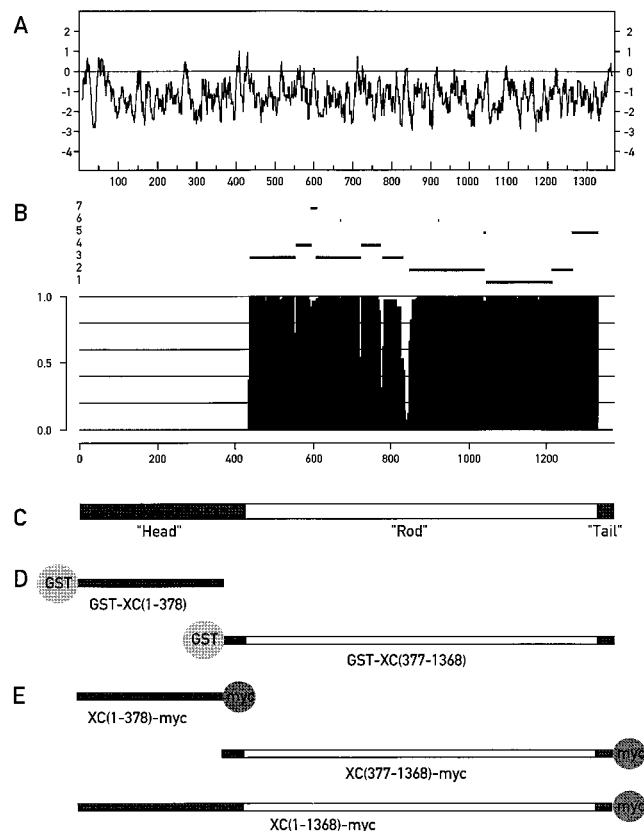 A
2 2
1 1
0 0
-1 -1
-2 -2
-3 -3
-4 -4
100 200 300 400 500 600 700 800 900 1000 1100 1200 1300
B
7
6
5
4
3
2
1
1.0
0.5
0.0
0 200 400 600 800 1000 1200
C
"Head" "Rod" "Tail"
D
GST
GST-XC(1-378)
GST
GST-XC(377-1368)
E
myc
XC(1-378)-myc
myc
XC(377-1368)-myc
myc
XC(1-1368)-myc